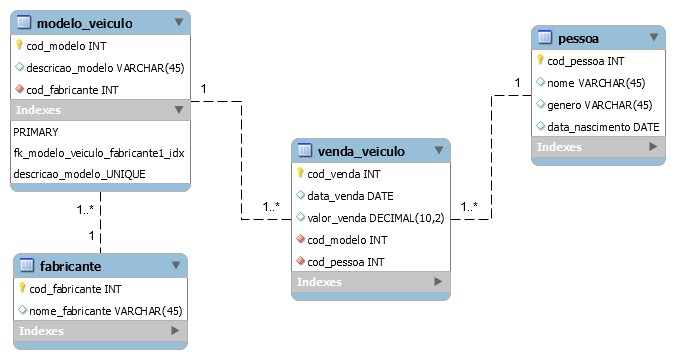 modelo_veiculo
cod_modelo INT
descricao_modelo VARCHAR(45)
cod_fabricante INT
Indexes
PRIMARY
fk_modelo_veiculo_fabricante1_idx
descricao_modelo_UNIQUE
1
1..*
1..*
1
fabricante
cod_fabricante INT
nome_fabricante VARCHAR(45)
Indexes
venda_veiculo
cod_venda INT
data_venda DATE
valor_venda DECIMAL(10,2)
cod_modelo INT
cod_pessoa INT
Indexes
1..*
1
pessoa
cod_pessoa INT
nome VARCHAR(45)
genero VARCHAR(45)
data_nascimento DATE
Indexes